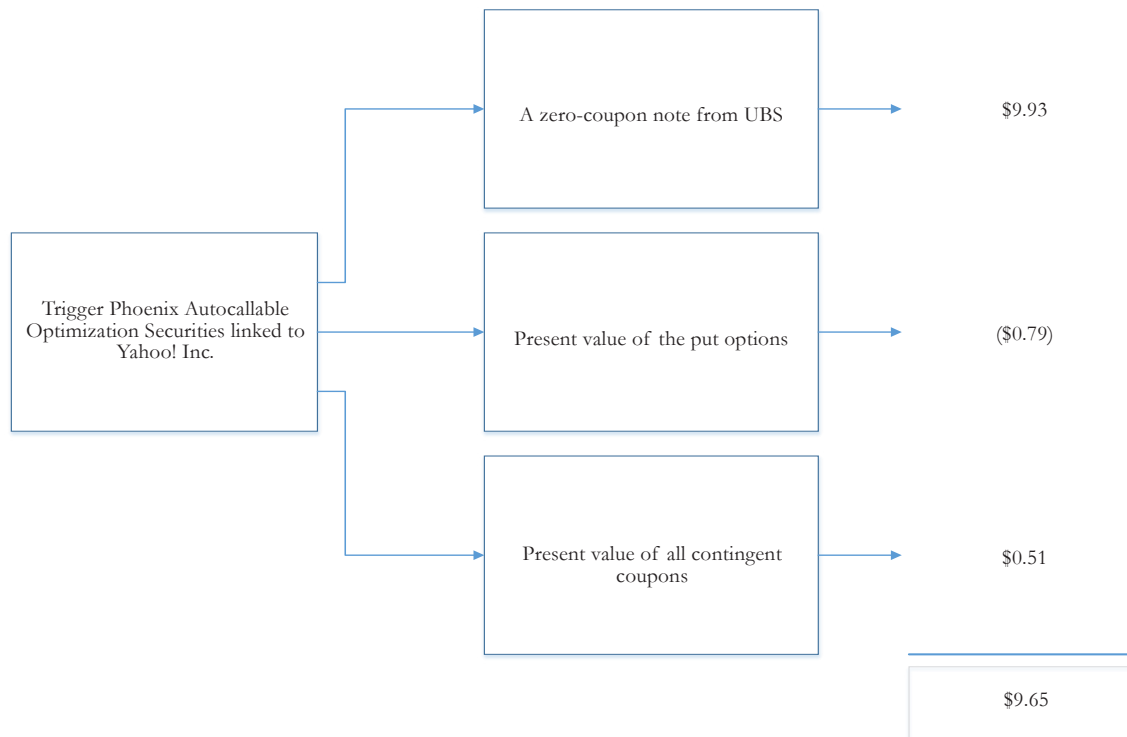 A zero-coupon note from UBS
$9.93
Trigger Phoenix Autocallable
Optimization Securities linked to
Yahoo! Inc.
Present value of the put options
($0.79)
Present value of all contingent
coupons
$0.51
$9.65